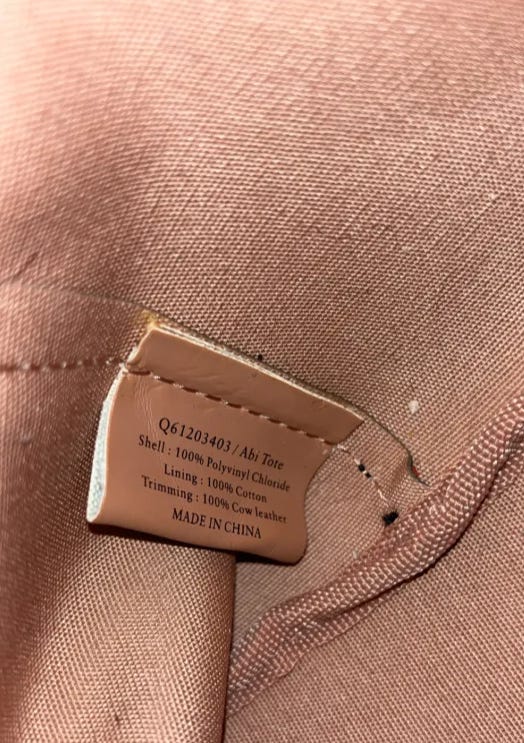 Q61203403 / Abi Tote
Shell : 100% Polyvinyl Chloride
Lining : 100% Cotton
Trimming : 100% Cow leather
MADE IN CHINA